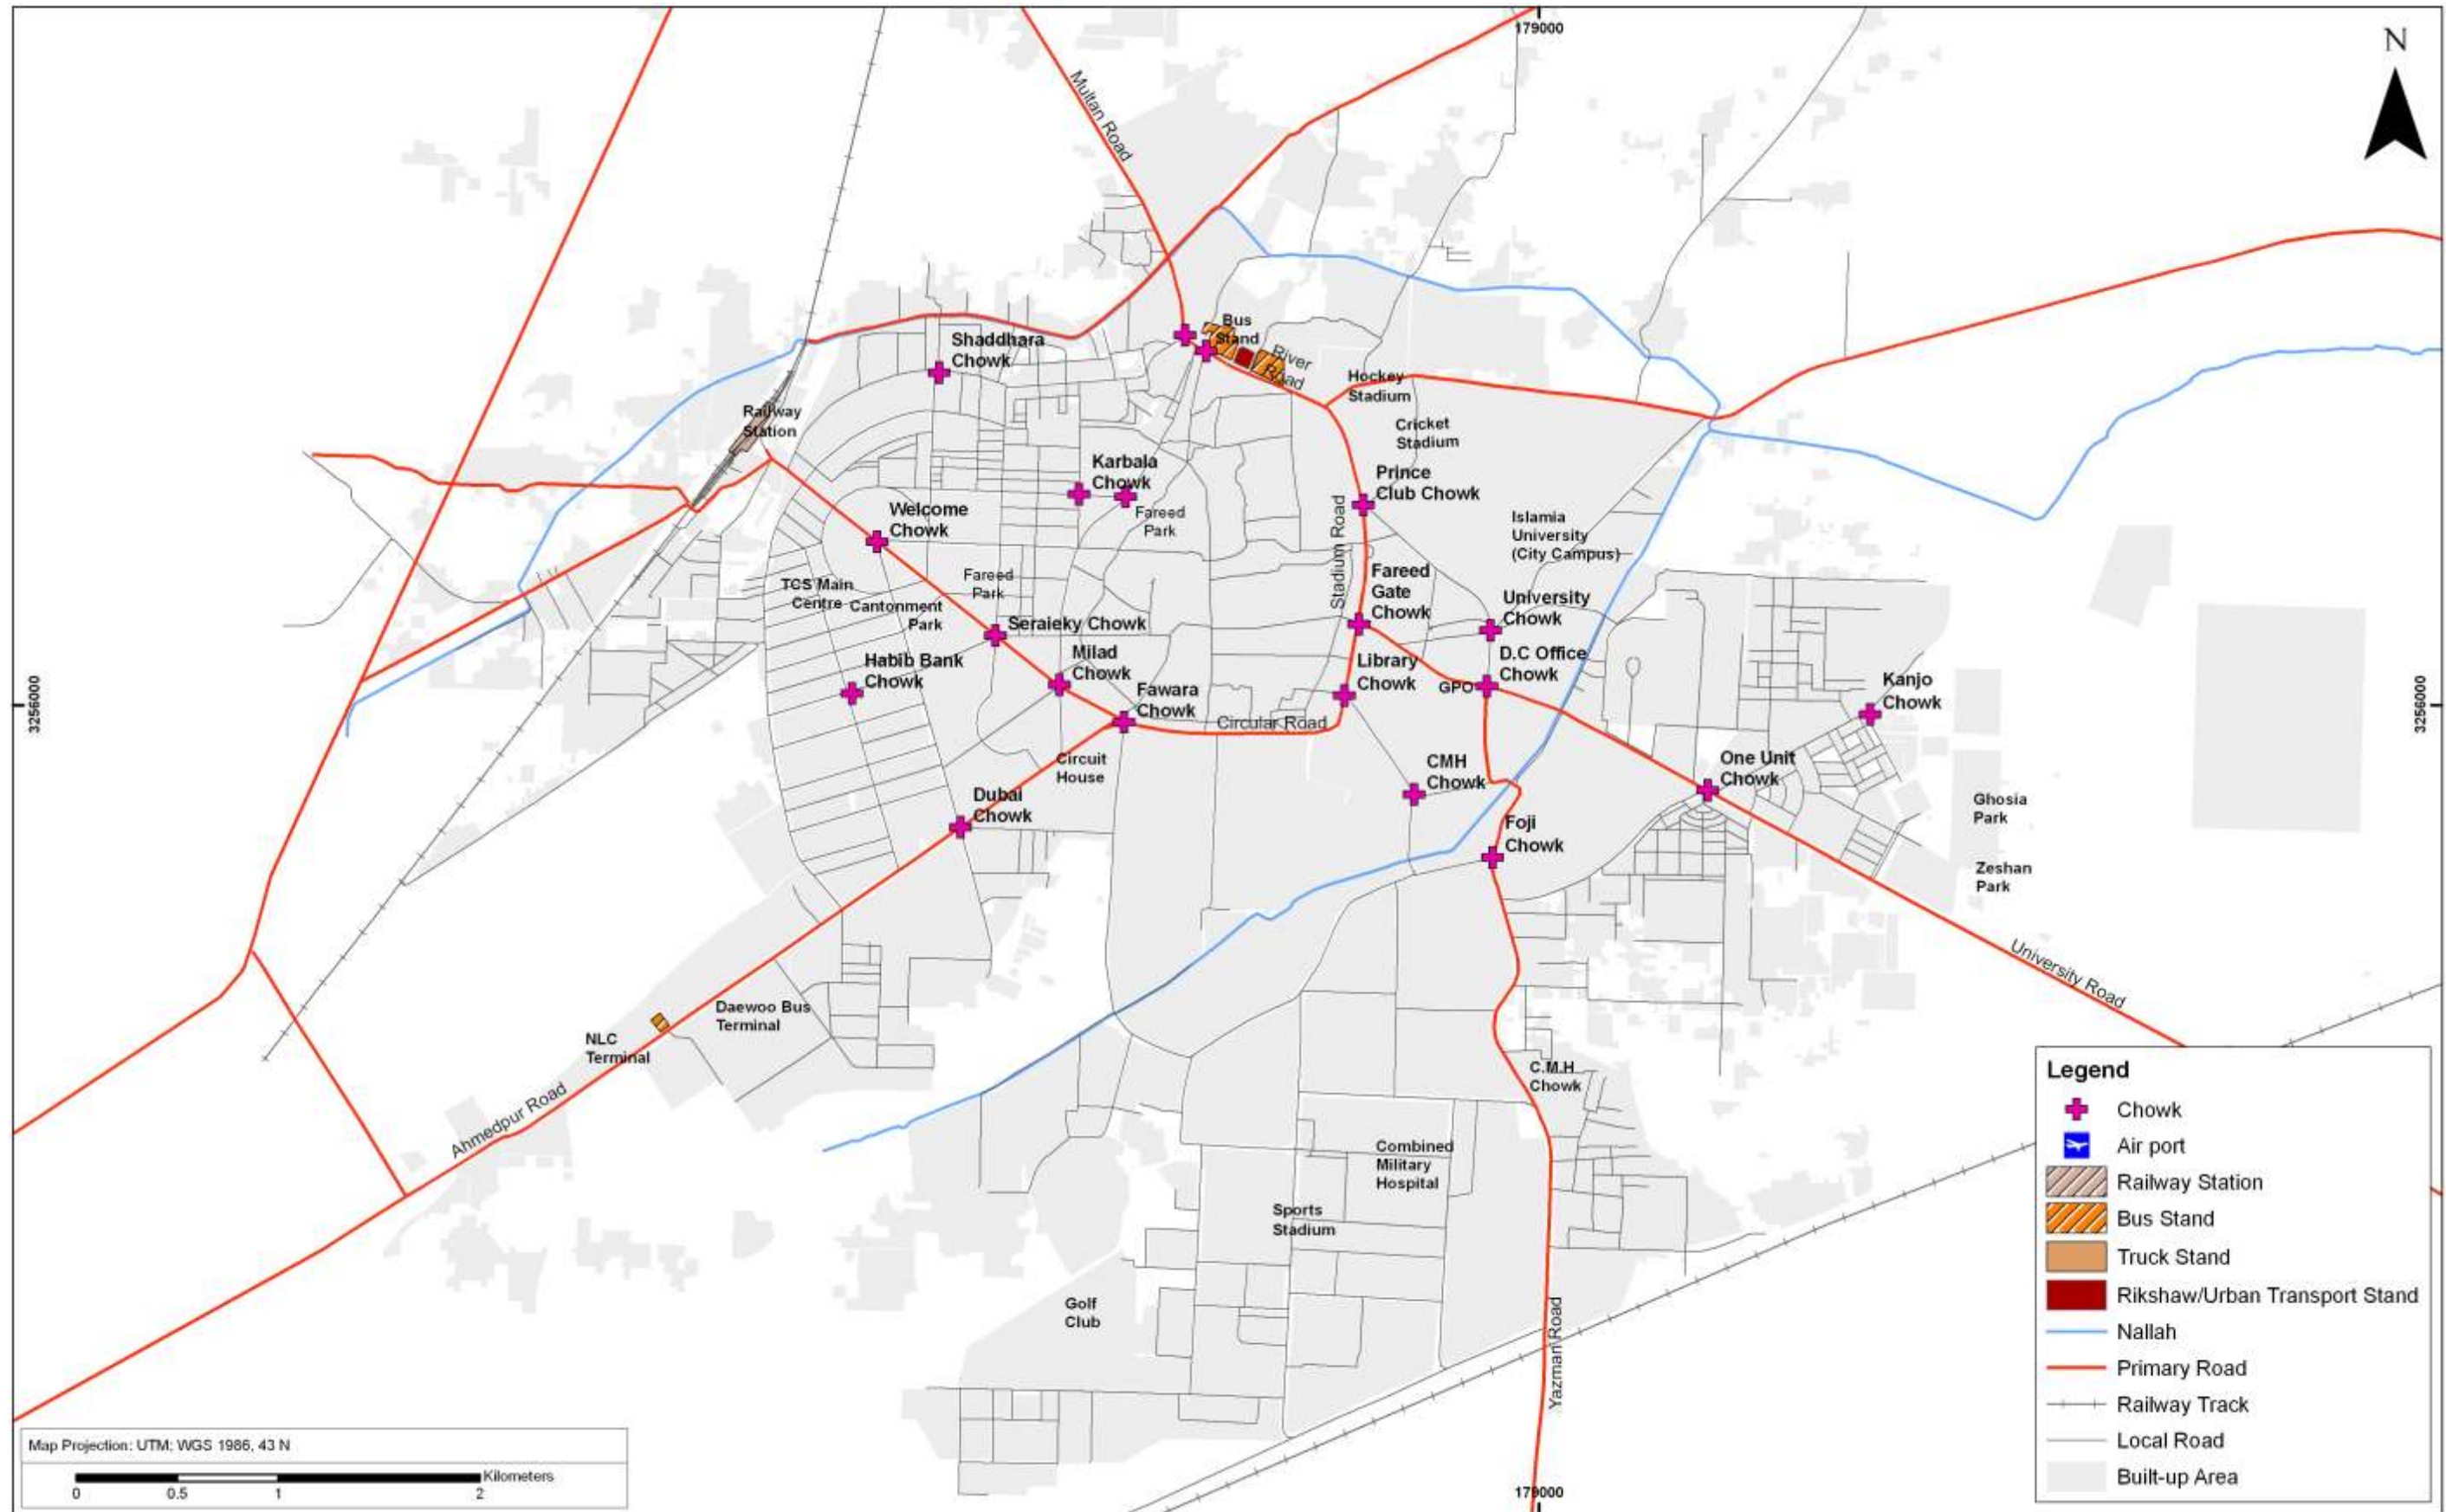 179000
N
Multan Road
Bus
Stand
River
Road
Shaddhara
Chowk
Hockey
Stadium
Railway
Station
Cricket
Stadium
Karbala
Chowk
Prince
Club Chowk
Welcome
Chowk
Fareed
Park
Stadium Road
Islamia
University
(City Campus)
TCS Main
Centre
Fareed
Park
Cantonment
Park
Fareed
Gate
Chowk
University
Chowk
Seraieky Chowk
Habib Bank
Chowk
Milad
Chowk
Library
Chowk
D.C Office
Chowk
GPO
Kanjo
Chowk
3256000
3256000
Fawara
Chowk
Circular Road
Circuit
House
CMH
Chowk
One Unit
Chowk
Dubai
Chowk
Foji
Chowk
Ghosia
Park
Zeshan
Park
University Road
Daewoo Bus
Terminal
NLC
Terminal
Ahmedpur Road
C.M.H
Chowk
Combined
Military
Hospital
Sports
Stadium
Golf
Club
Yazman Road
Legend
Chowk
Air port
Railway Station
Bus Stand
Truck Stand
Rikshaw/Urban Transport Stand
Nallah
Primary Road
Railway Track
Local Road
Built-up Area
Map Projection: UTM; WGS 1986, 43 N
Kilometers
0 0.5 1 2
179000